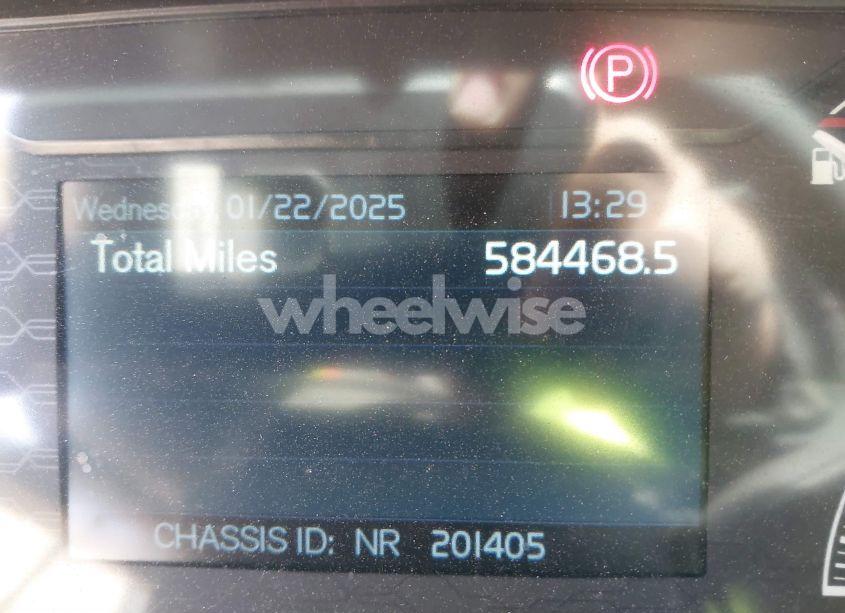 P
Wednesday 01/22/2025 13:29
Total Miles 584468.5
wheelwise
CHASSIS ID: NR 201405